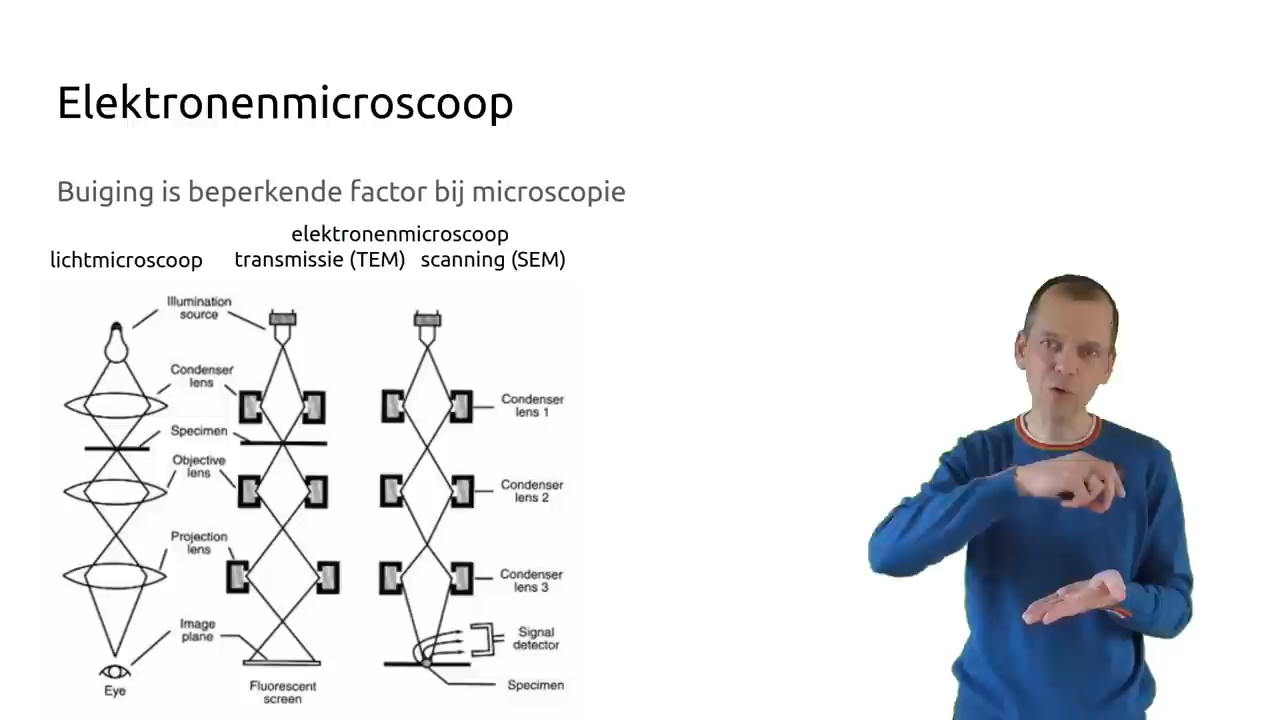 Elektronenmicroscoop
Buiging is beperkende factor bij microscopie
elektronenmicroscoop
lichtmicroscoop transmissie (TEM) scanning (SEM)
Illumination
source
Condenser
lens
Condenser
lens 1
Specimen
Objective
lens
Condenser
lens 2
Projection
lens
Condenser
lens 3
Image
plane
Signal
detector
Eye
Fluorescent
screen
Specimen